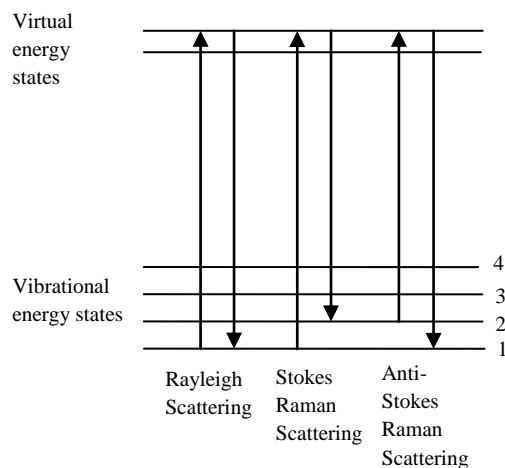 Virtual
energy
states
4
Vibrational
energy states
3
2
1
Rayleigh
Scattering
Stokes
Raman
Scattering
Anti-
Stokes
Raman
Scattering